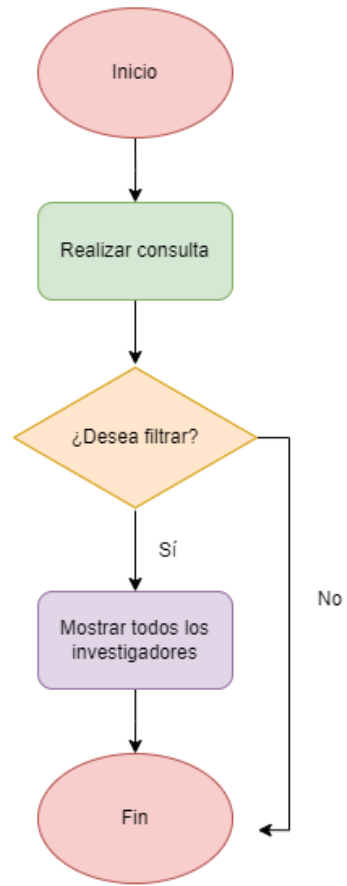 Inicio
Realizar consulta
¿Desea filtrar?
Sí
No
Mostrar todos los
investigadores
Fin